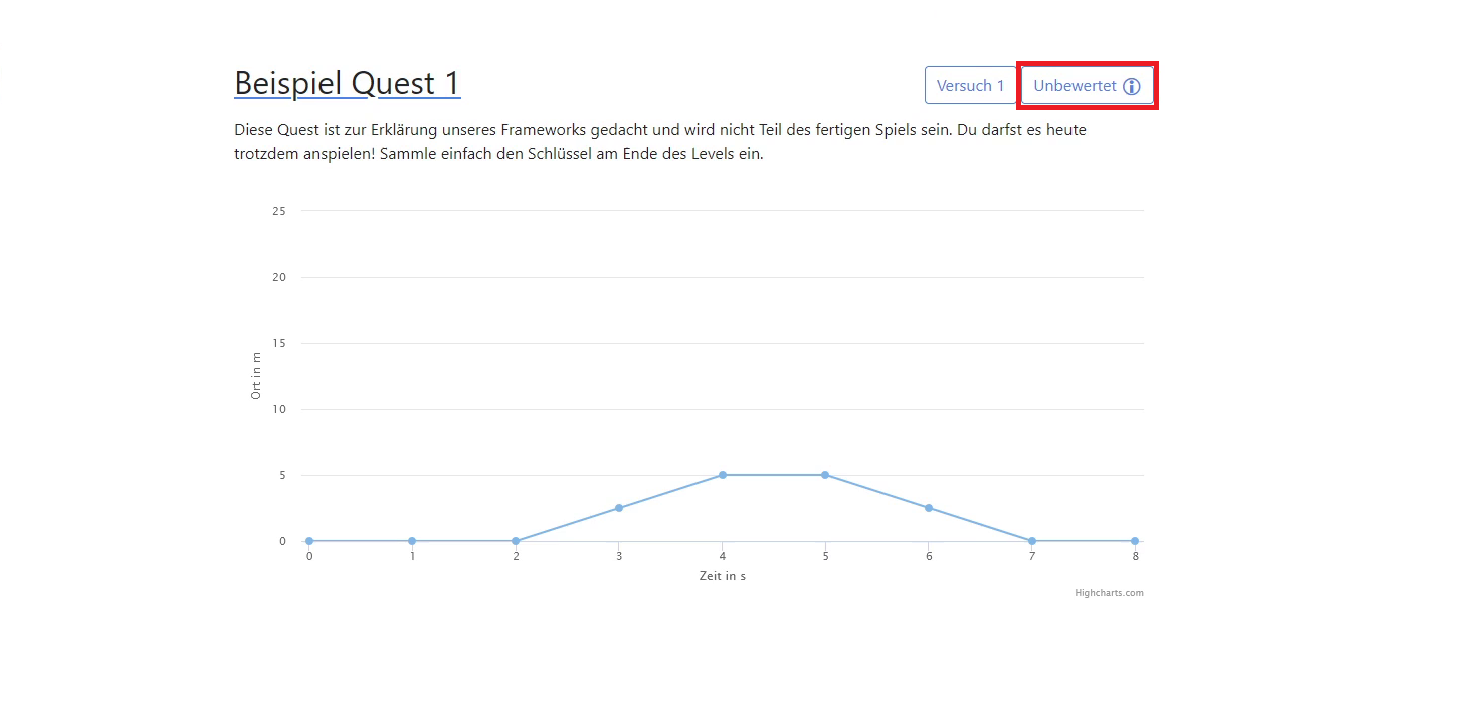 Beispiel Quest 1
Versuch 1
Unbewertet
Diese Quest ist zur Erklärung unseres Frameworks gedacht und wird nicht Teil des fertigen Spiels sein. Du darfst es heute
trotzdem anspielen! Sammle einfach den Schlüssel am Ende des Levels ein.
25
20
15
10
5
0
Ort in m
0 1 2 3 4 5 6 7 8
Zeit in s
Highcharts.com